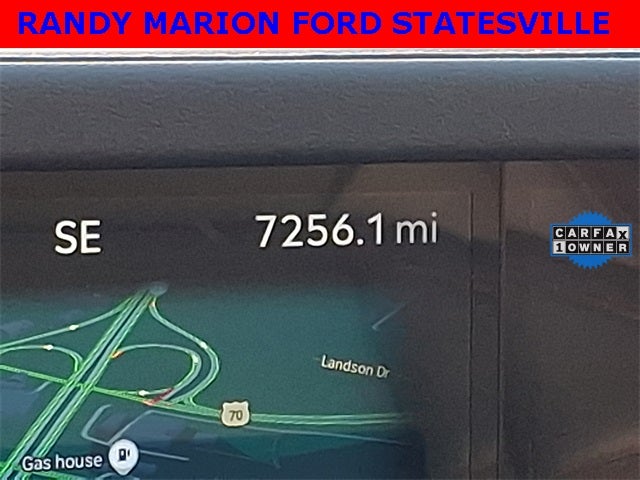 RANDY MARION FORD STATESVILLE
SE 7256.1 mi
CARFAX
1 OWNER
Landson Dr
70
Gas house